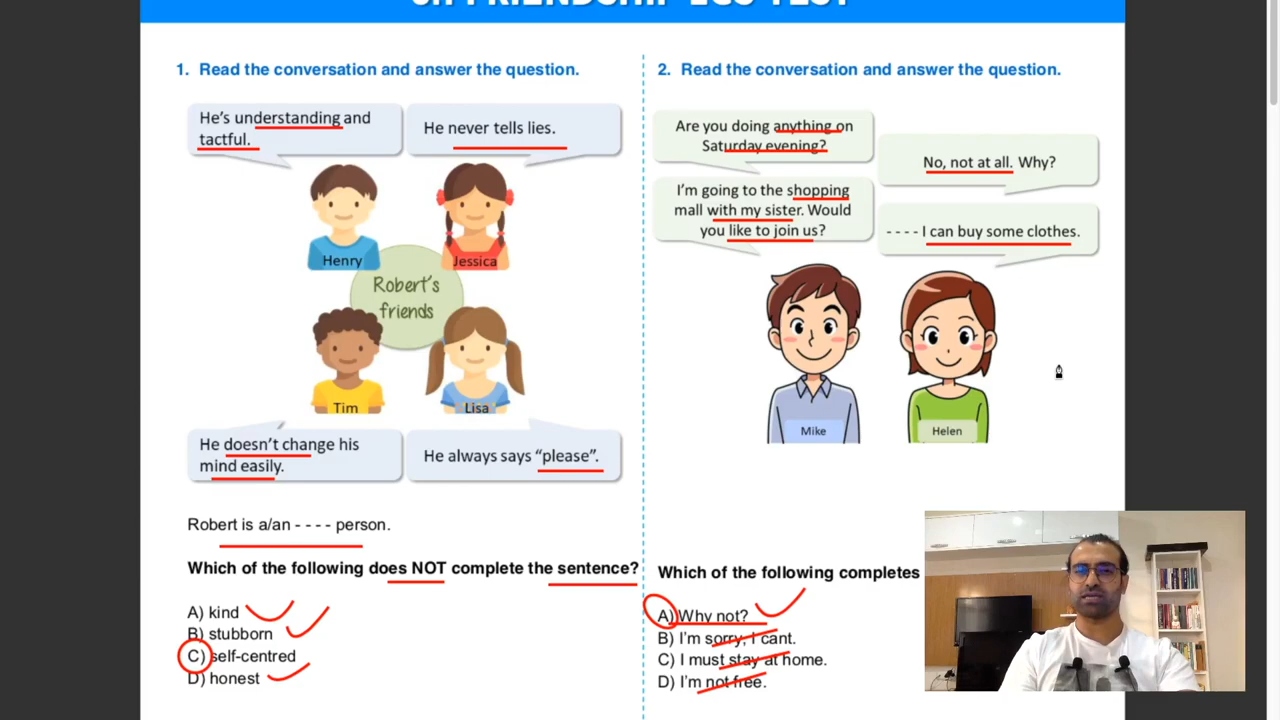 1. Read the conversation and answer the question.
He's understanding and
tactful.
He never tells lies.
Henry
Jessica
Robert's
friends
Tim
Lisa
He doesn't change his
mind easily.
He always says “please”.
Robert is a/an - - - - person.
Which of the following does NOT complete the sentence?
A) kind
B) stubborn
C) self-centred
D) honest
2. Read the conversation and answer the question.
Are you doing anything on
Saturday evening?
No, not at all. Why?
I'm going to the shopping
mall with my sister. Would
you like to join us?
- - - - I can buy some clothes.
Mike
Helen
Which of the following completes
A) Why not?
B) I'm sorry, I cant.
C) I must stay at home.
D) I'm not free.